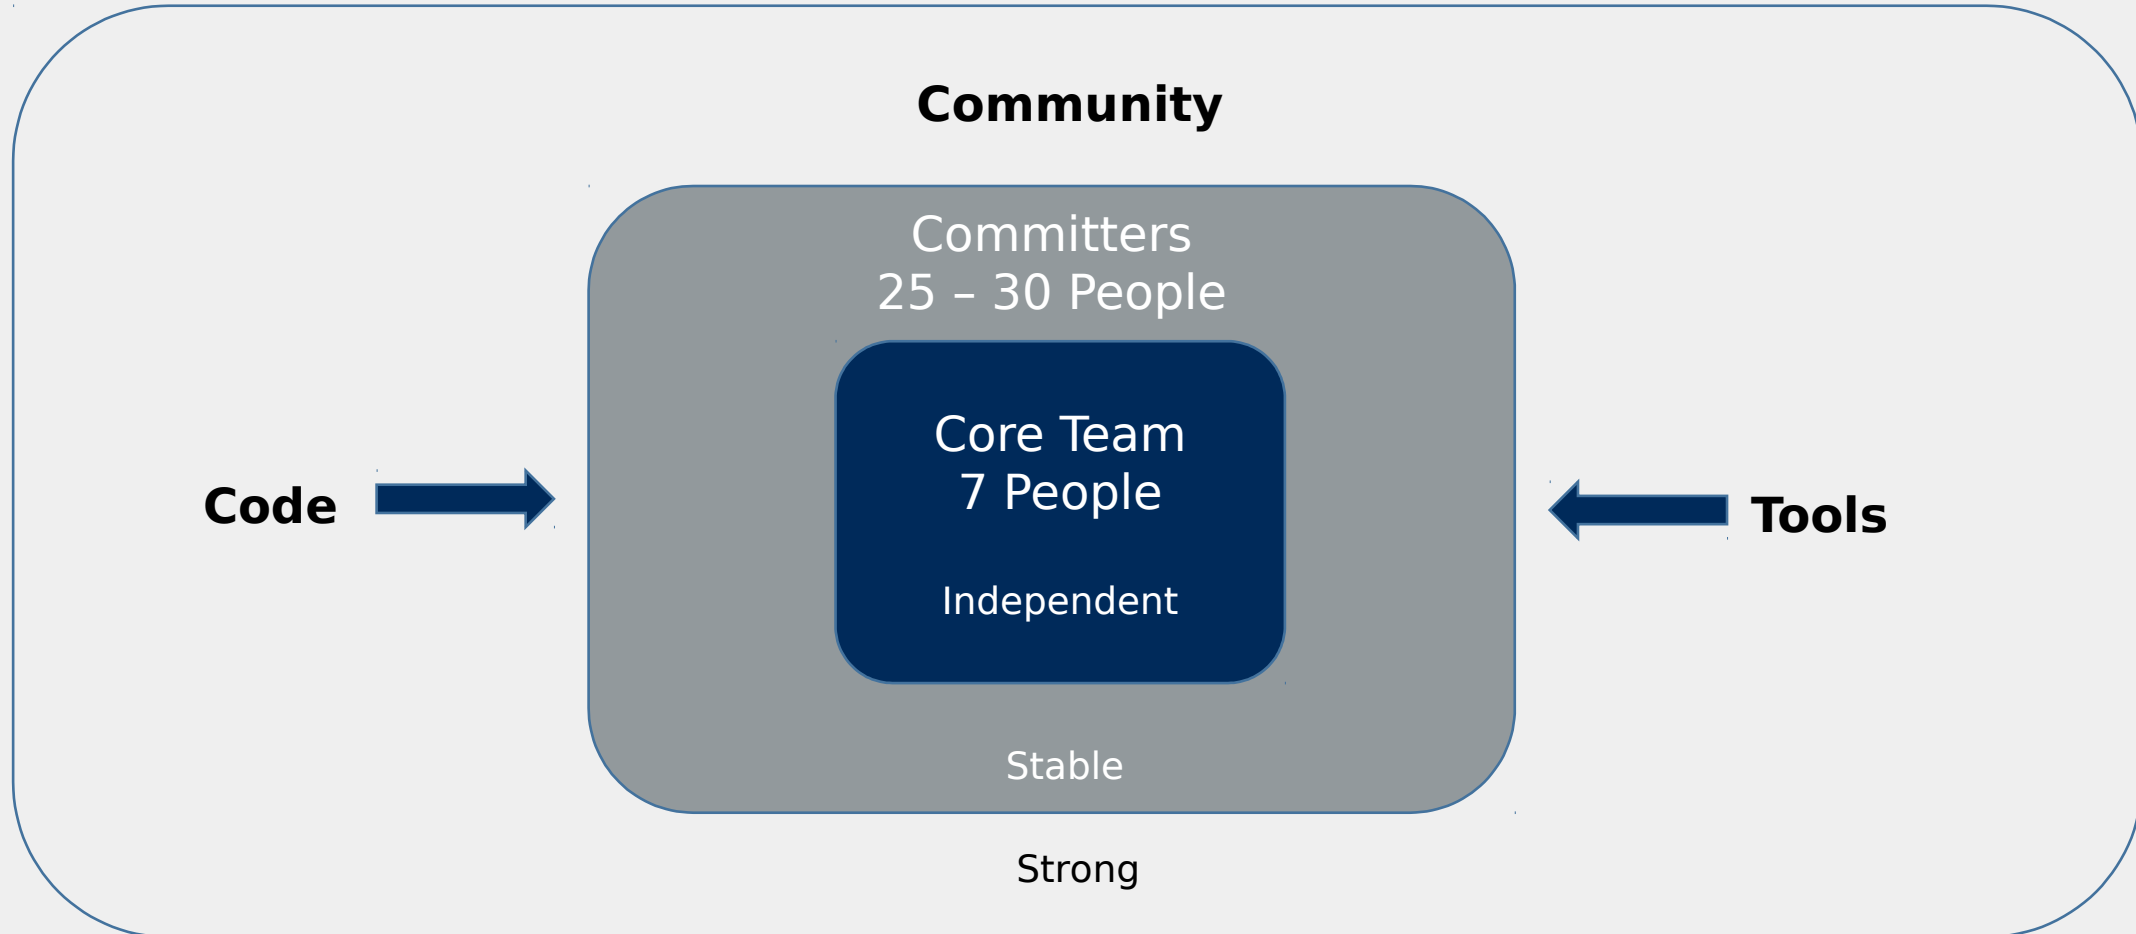 Community
Committers
25 – 30 People
Core Team
7 People
Code
Tools
Independent
Stable
Strong